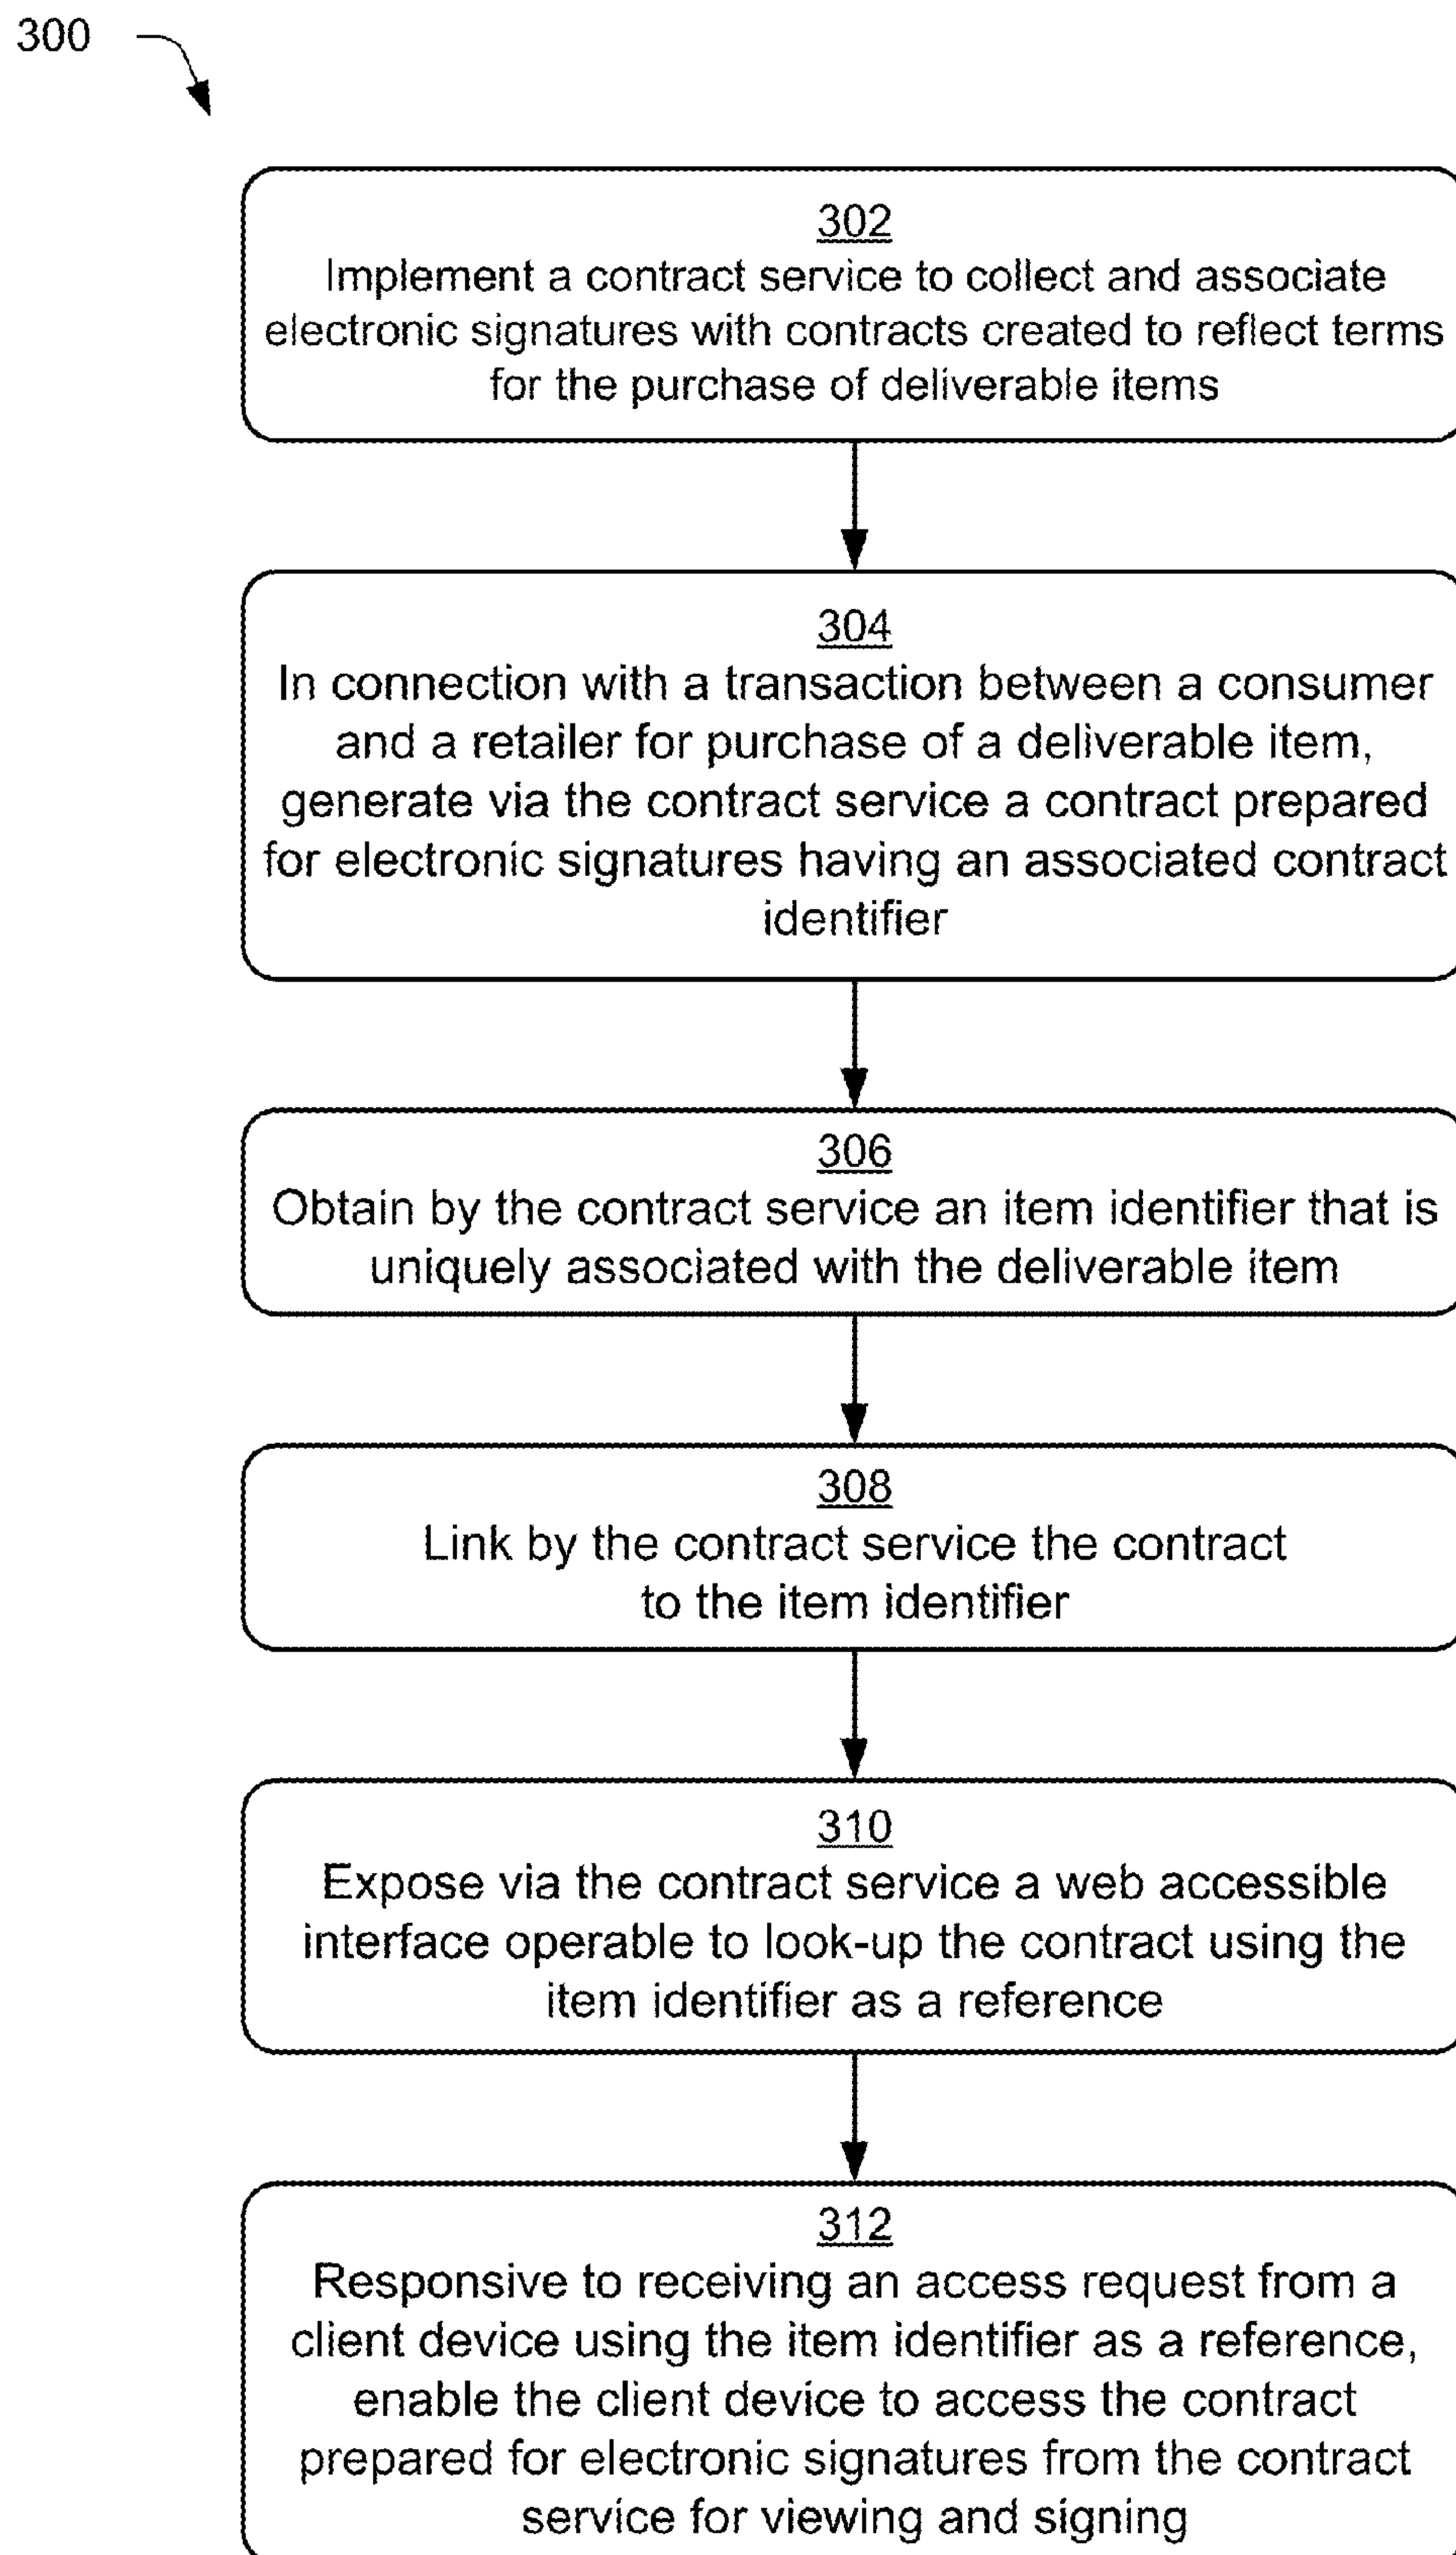 300
302
Implement a contract service to collect and associate
electronic signatures with contracts created to reflect terms
for the purchase of deliverable items
304
In connection with a transaction between a consumer
and a retailer for purchase of a deliverable item,
generate via the contract service a contract prepared
for electronic signatures having an associated contract
identifier
306
Obtain by the contract service an item identifier that is
uniquely associated with the deliverable item
308
Link by the contract service the contract
to the item identifier
310
Expose via the contract service a web accessible
interface operable to look-up the contract using the
item identifier as a reference
312
Responsive to receiving an access request from a
client device using the item identifier as a reference,
enable the client device to access the contract
prepared for electronic signatures from the contract
service for viewing and signing